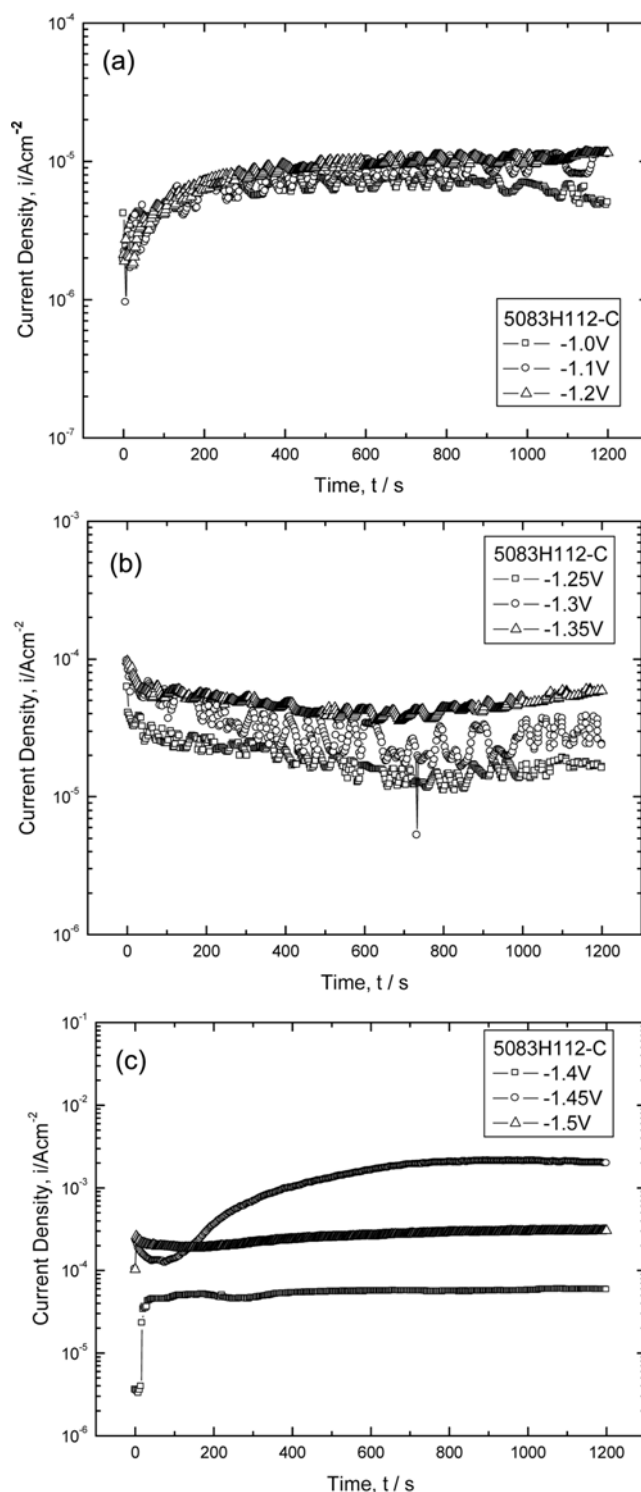 (a)
10⁻⁴
10⁻⁵
10⁻⁶
10⁻⁷
Current Density, i/Acm⁻²
5083H112-C
-1.0V
-1.1V
-1.2V
0 200 400 600 800 1000 1200
Time, t / s
(b)
10⁻³
10⁻⁴
10⁻⁵
10⁻⁶
Current Density, i/Acm⁻²
5083H112-C
-1.25V
-1.3V
-1.35V
0 200 400 600 800 1000 1200
Time, t / s
(c)
10⁻¹
10⁻²
10⁻³
10⁻⁴
10⁻⁵
10⁻⁶
Current Density, i/Acm⁻²
5083H112-C
-1.4V
-1.45V
-1.5V
0 200 400 600 800 1000 1200
Time, t / s